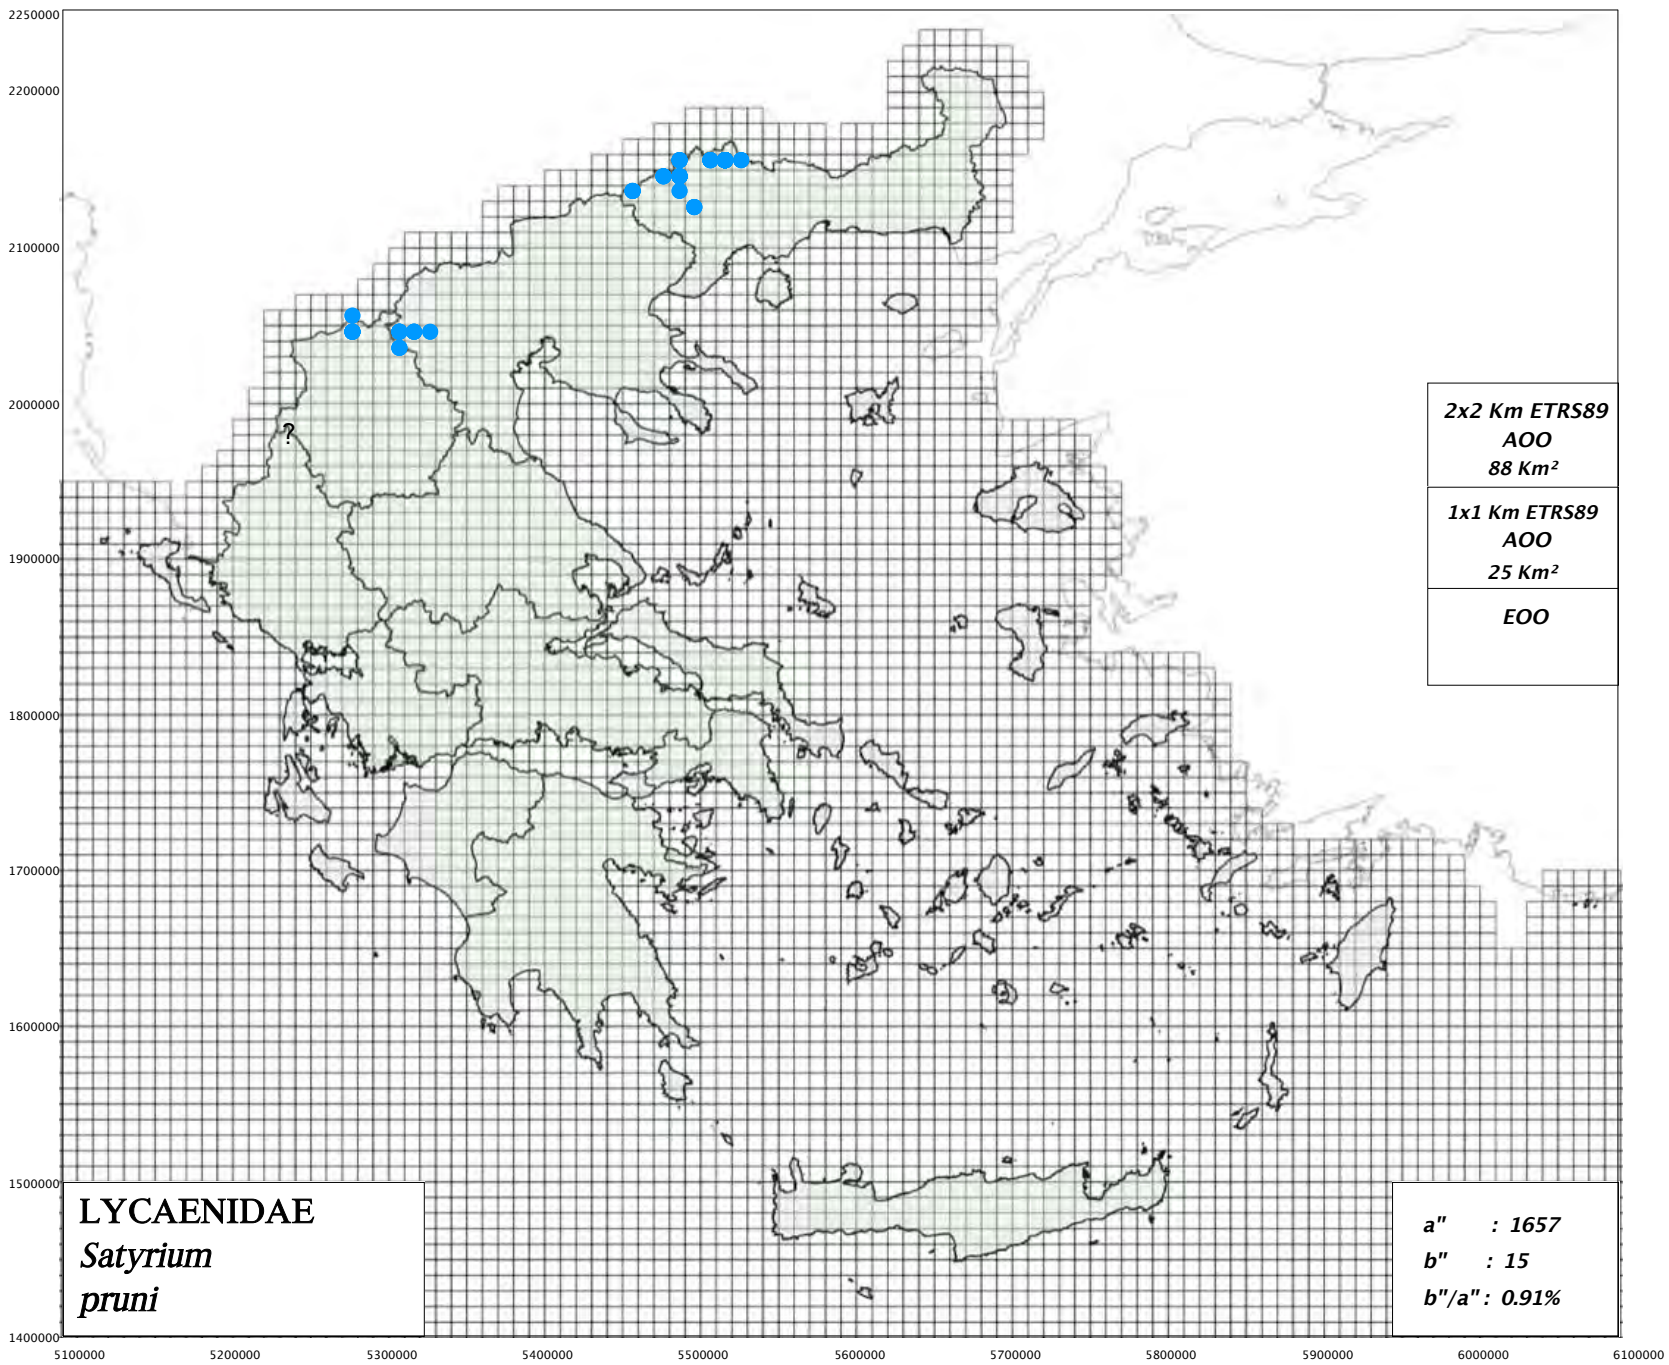 2250000
2200000
2100000
2000000
1900000
1800000
1700000
1600000
1500000
1400000
?
2x2 Km ETRS89
AOO
88 Km²
1x1 Km ETRS89
AOO
25 Km²
EOO
LYCAENIDAE
Satyrium
pruni
a" : 1657
b" : 15
b"/a" : 0.91%
5100000 5200000 5300000 5400000 5500000 5600000 5700000 5800000 5900000 6000000 6100000